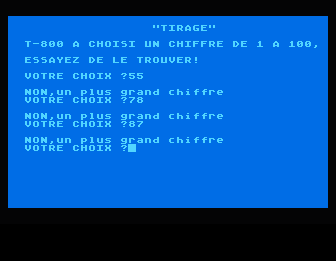 "TIRAGE"
T-800 A CHOISI UN CHIFFRE DE 1 A 100,
ESSAYEZ DE LE TROUVER!
VOTRE CHOIX ?55
NON,un plus grand chiffre
VOTRE CHOIX ?78
NON,un plus grand chiffre
VOTRE CHOIX ?87
NON,un plus grand chiffre
VOTRE CHOIX ?